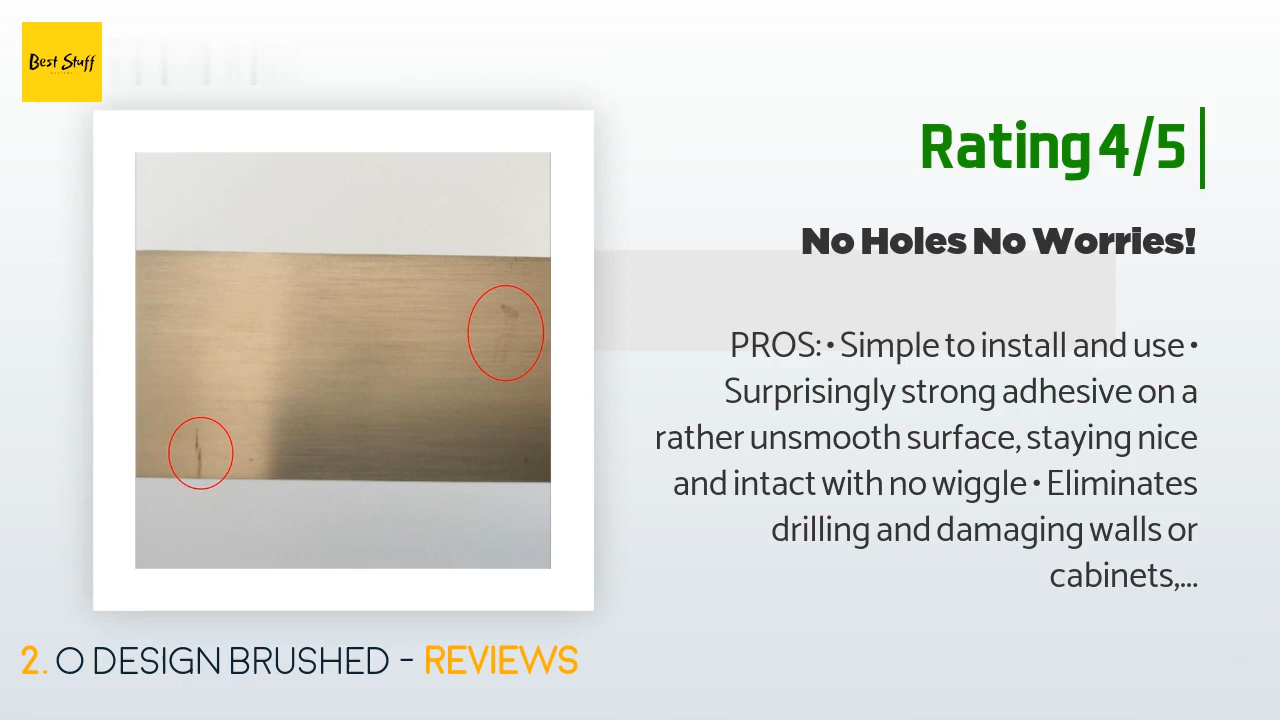 Best Stuff
Rating 4/5
No Holes No Worries!
PROS: • Simple to install and use •
Surprisingly strong adhesive on a
rather unsmooth surface, staying nice
and intact with no wiggle • Eliminates
drilling and damaging walls or
cabinets,...
2. O DESIGN BRUSHED - REVIEWS